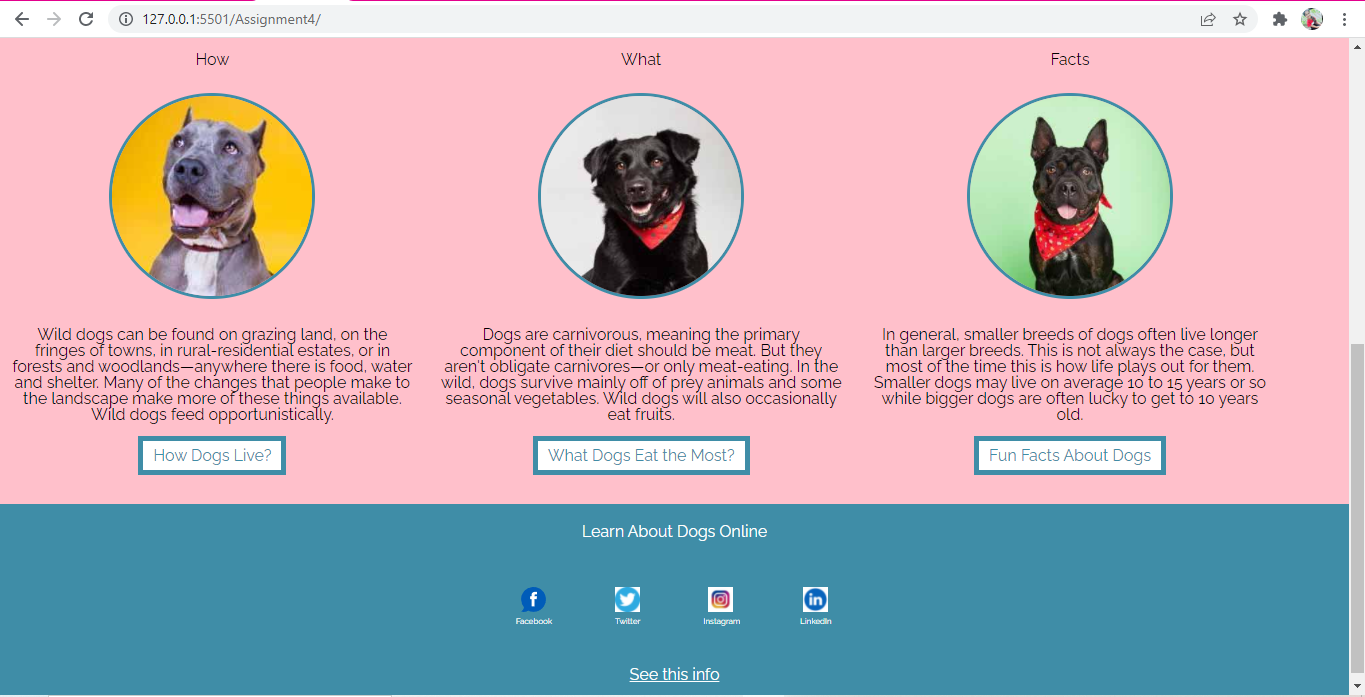 127.0.0.1:5501/Assignment4/
How
What
Facts
Wild dogs can be found on grazing land, on the
fringes of towns, in rural-residential estates, or in
forests and woodlands—anywhere there is food, water
and shelter. Many of the changes that people make to
the landscape make more of these things available.
Wild dogs feed opportunistically.
Dogs are carnivorous, meaning the primary
component of their diet should be meat. But they
aren't obligate carnivores—or only meat-eating. In the
wild, dogs survive mainly off of prey animals and some
seasonal vegetables. Wild dogs will also occasionally
eat fruits.
In general, smaller breeds of dogs often live longer
than larger breeds. This is not always the case, but
most of the time this is how life plays out for them.
Smaller dogs may live on average 10 to 15 years or so
while bigger dogs are often lucky to get to 10 years
old.
How Dogs Live?
What Dogs Eat the Most?
Fun Facts About Dogs
Learn About Dogs Online
Facebook
Twitter
Instagram
LinkedIn
See this info